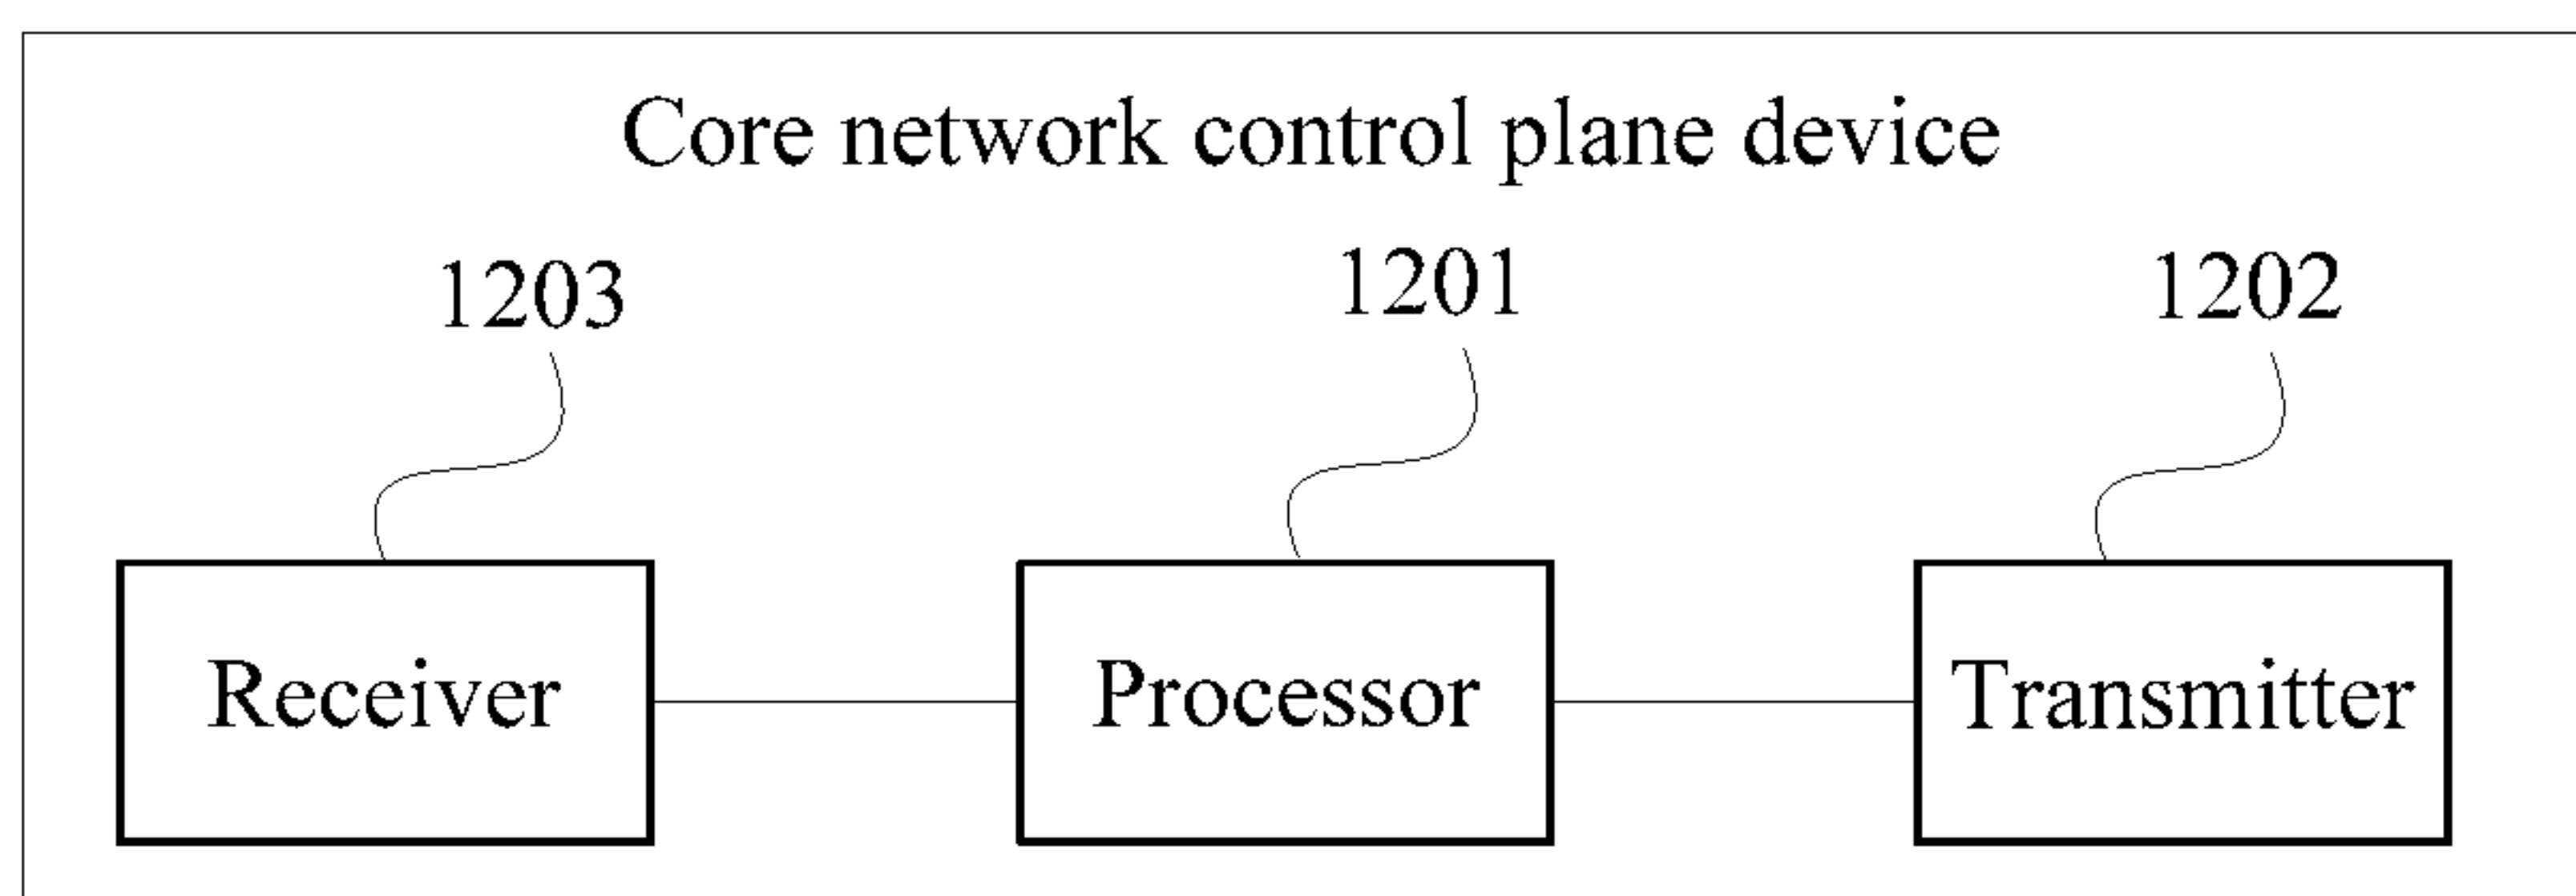 Core network control plane device
1203 1201 1202
Receiver Processor Transmitter